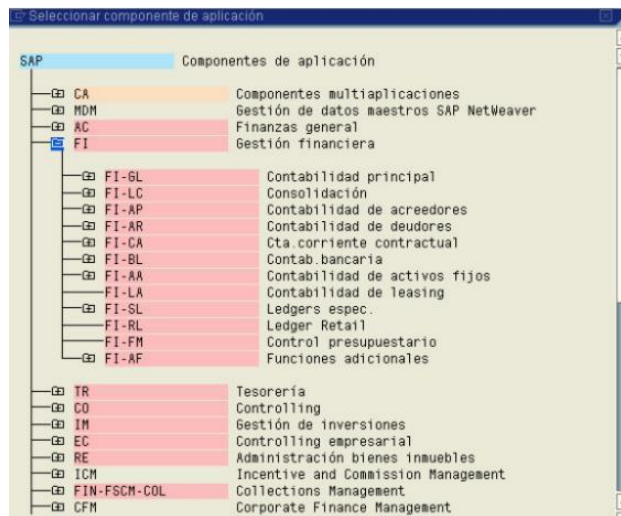 Seleccionar componente de aplicación
SAP Componentes de aplicación
CA Componentes multiaplicaciones
MDM Gestión de datos maestros SAP NetWeaver
AC Finanzas general
FI Gestión financiera
FI-GL Contabilidad principal
FI-LC Consolidación
FI-AP Contabilidad de acreedores
FI-AR Contabilidad de deudores
FI-CA Cta.corriente contractual
FI-BL Contab.bancaria
FI-AA Contabilidad de activos fijos
FI-LA Contabilidad de leasing
FI-SL Ledgers espec.
FI-RL Ledger Retail
FI-FM Control presupuestario
FI-AF Funciones adicionales
TR Tesorería
CO Controlling
IM Gestión de inversiones
EC Controlling empresarial
RE Administración bienes inmuebles
ICM Incentive and Commission Management
FIN-FSCM-COL Collections Management
CFM Corporate Finance Management